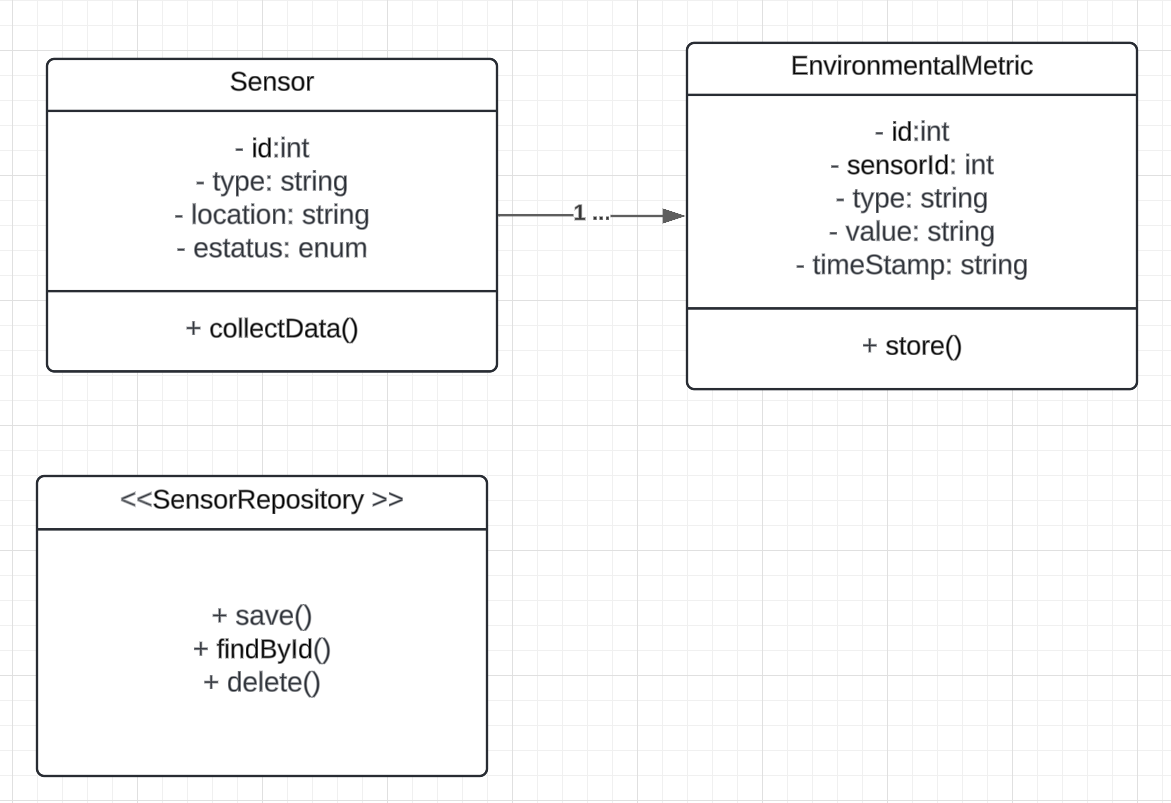 Sensor
- id:int
- type: string
- location: string
- estatus: enum
+ collectData()
1 ...
EnvironmentalMetric
- id:int
- sensorId: int
- type: string
- value: string
- timeStamp: string
+ store()
<<SensorRepository >>
+ save()
+ findById()
+ delete()